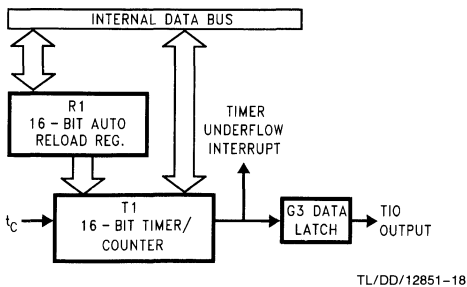 INTERNAL DATA BUS
R1
16-BIT AUTO
RELOAD REG.
TIMER
UNDERFLOW
INTERRUPT
tC
T1
16-BIT TIMER/
COUNTER
G3 DATA
LATCH
TIO
OUTPUT
TL/DD/12851-18